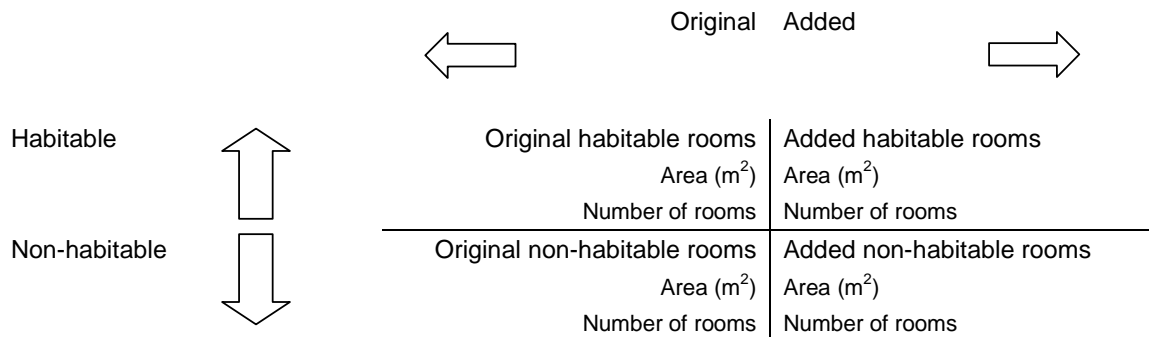 Original Added
Habitable Original habitable rooms Added habitable rooms
Area (m²) Area (m²)
Number of rooms Number of rooms
Non-habitable Original non-habitable rooms Added non-habitable rooms
Area (m²) Area (m²)
Number of rooms Number of rooms